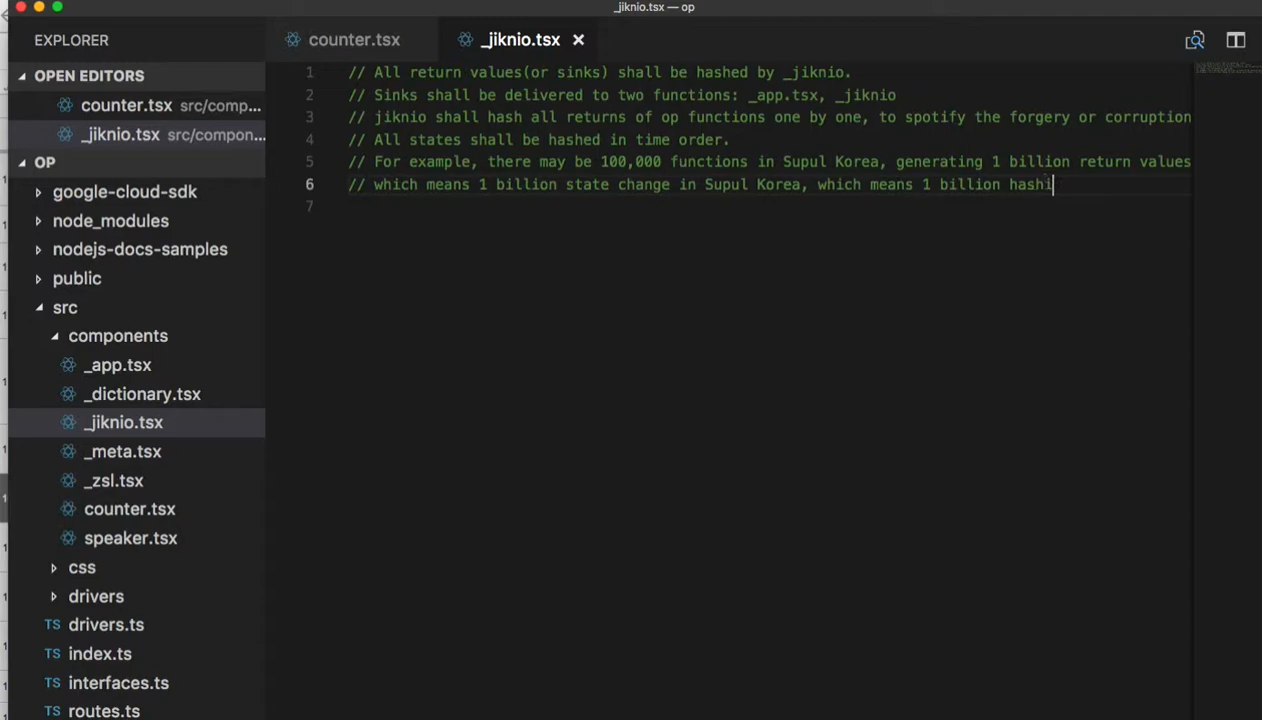 _jiknio.tsx — op
EXPLORER
counter.tsx
_jiknio.tsx
OPEN EDITORS
counter.tsx src/comp...
_jiknio.tsx src/compon...
OP
google-cloud-sdk
node_modules
nodejs-docs-samples
public
src
components
_app.tsx
_dictionary.tsx
_jiknio.tsx
_meta.tsx
_zsl.tsx
counter.tsx
speaker.tsx
css
drivers
TS drivers.ts
TS index.ts
TS interfaces.ts
TS routes.ts
1 // All return values(or sinks) shall be hashed by _jiknio.
2 // Sinks shall be delivered to two functions: _app.tsx, _jiknio
3 // jiknio shall hash all returns of op functions one by one, to spotify the forgery or corruption
4 // All states shall be hashed in time order.
5 // For example, there may be 100,000 functions in Supul Korea, generating 1 billion return values
6 // which means 1 billion state change in Supul Korea, which means 1 billion hashi
7